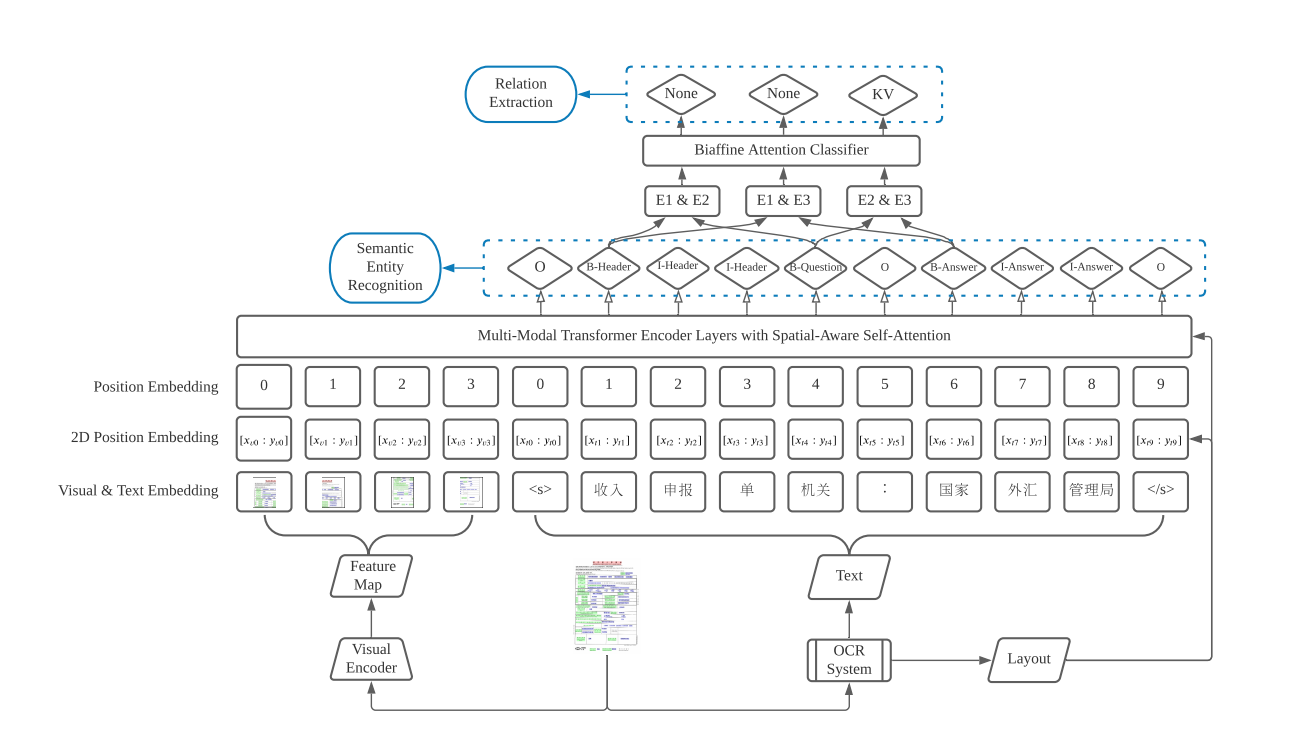 Relation
Extraction
None
None
KV
Biaffine Attention Classifier
E1 & E2
E1 & E3
E2 & E3
Semantic
Entity
Recognition
O
B-Header
I-Header
I-Header
B-Question
O
B-Answer
I-Answer
I-Answer
O
Multi-Modal Transformer Encoder Layers with Spatial-Aware Self-Attention
Position Embedding
0
1
2
3
0
1
2
3
4
5
6
7
8
9
2D Position Embedding
[x_{v0} : y_{v0}]
[x_{v1} : y_{v1}]
[x_{v2} : y_{v2}]
[x_{v3} : y_{v3}]
[x_{t0} : y_{t0}]
[x_{t1} : y_{t1}]
[x_{t2} : y_{t2}]
[x_{t3} : y_{t3}]
[x_{t4} : y_{t4}]
[x_{t5} : y_{t5}]
[x_{t6} : y_{t6}]
[x_{t7} : y_{t7}]
[x_{t8} : y_{t8}]
[x_{t9} : y_{t9}]
Visual & Text Embedding
<s>
收入
申报
单
机关
:
国家
外汇
管理局
</s>
Feature
Map
Text
Visual
Encoder
OCR
System
Layout